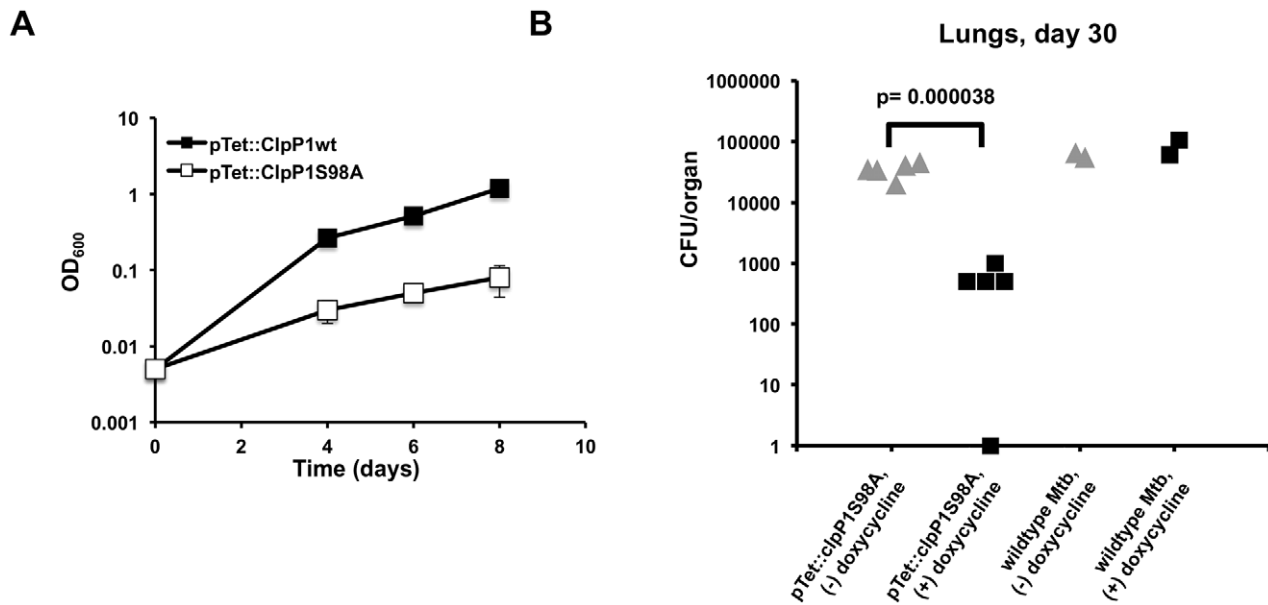 A
10
1
0.1
0.01
0.001
OD600
pTet::ClpP1wt
pTet::ClpP1S98A
0 2 4 6 8 10
Time (days)
B
Lungs, day 30
p= 0.000038
1000000
100000
10000
1000
100
10
1
CFU/organ
pTet::clpP1S98A,
(-) doxycycline
pTet::clpP1S98A,
(+) doxycycline
wildtype Mtb,
(-) doxycycline
wildtype Mtb,
(+) doxycycline